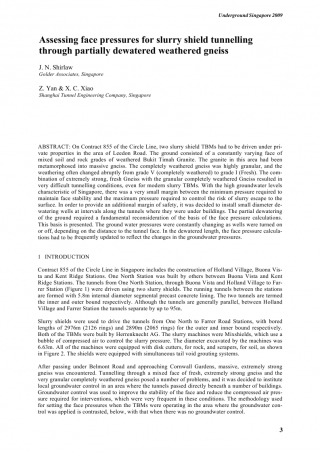 Underground Singapore 2009
Assessing face pressures for slurry shield tunnelling
through partially dewatered weathered gneiss
J. N. Shirlaw
Golder Associates, Singapore
Z. Yan & X. C. Xiao
Shanghai Tunnel Engineering Company, Singapore
ABSTRACT: On Contract 855 of the Circle Line, two slurry shield TBMs had to be driven under pri-
vate properties in the area of Leedon Road. The ground consisted of a constantly varying face of
mixed soil and rock grades of weathered Bukit Timah Granite. The granite in this area had been
metamorphosed into massive gneiss. The completely weathered gneiss was highly granular, and the
weathering often changed abruptly from grade V (completely weathered) to grade I (Fresh). The com-
bination of extremely strong, fresh Gneiss with the granular completely weathered Gneiss resulted in
very difficult tunnelling conditions, even for modern slurry TBMs. With the high groundwater levels
characteristic of Singapore, there was a very small margin between the minimum pressure required to
maintain face stability and the maximum pressure required to control the risk of slurry escape to the
surface. In order to provide an additional margin of safety, it was decided to install small diameter de-
watering wells at intervals along the tunnels where they were under buildings. The partial dewatering
of the ground required a fundamental reconsideration of the basis of the face pressure calculations.
This basis is presented. The ground water pressures were constantly changing as wells were turned on
or off, depending on the distance to the tunnel face. In the dewatered length, the face pressure calcula-
tions had to be frequently updated to reflect the changes in the groundwater pressures.
1 INTRODUCTION
Contract 855 of the Circle Line in Singapore includes the construction of Holland Village, Buona Vis-
ta and Kent Ridge Stations. One North Station was built by others between Buona Vista and Kent
Ridge Stations. The tunnels from One North Station, through Buona Vista and Holland Village to Far-
rer Station (Figure 1) were driven using two slurry shields. The running tunnels between the stations
are formed with 5.8m internal diameter segmental precast concrete lining. The two tunnels are termed
the inner and outer bound respectively. Although the tunnels are generally parallel, between Holland
Village and Farrer Station the tunnels separate by up to 95m.
Slurry shields were used to drive the tunnels from One North to Farrer Road Stations, with bored
lengths of 2976m (2126 rings) and 2890m (2065 rings) for the outer and inner bound respectively.
Both of the TBMs were built by Herrenknecht AG. The slurry machines were Mixshields, which use a
bubble of compressed air to control the slurry pressure. The diameter excavated by the machines was
6.63m. All of the machines were equipped with disk cutters, for rock, and scrapers, for soil, as shown
in Figure 2. The shields were equipped with simultaneous tail void grouting systems.
After passing under Belmont Road and approaching Cornwall Gardens, massive, extremely strong
gneiss was encountered. Tunnelling through a mixed face of fresh, extremely strong gneiss and the
very granular completely weathered gneiss posed a number of problems, and it was decided to institute
local groundwater control in an area where the tunnels passed directly beneath a number of buildings.
Groundwater control was used to improve the stability of the face and reduce the compressed air pres-
sure required for interventions, which were very frequent in these conditions. The methodology used
for setting the face pressures when the TBMs were operating in the area where the groundwater con-
trol was applied is contrasted, below, with that when there was no groundwater control.
3